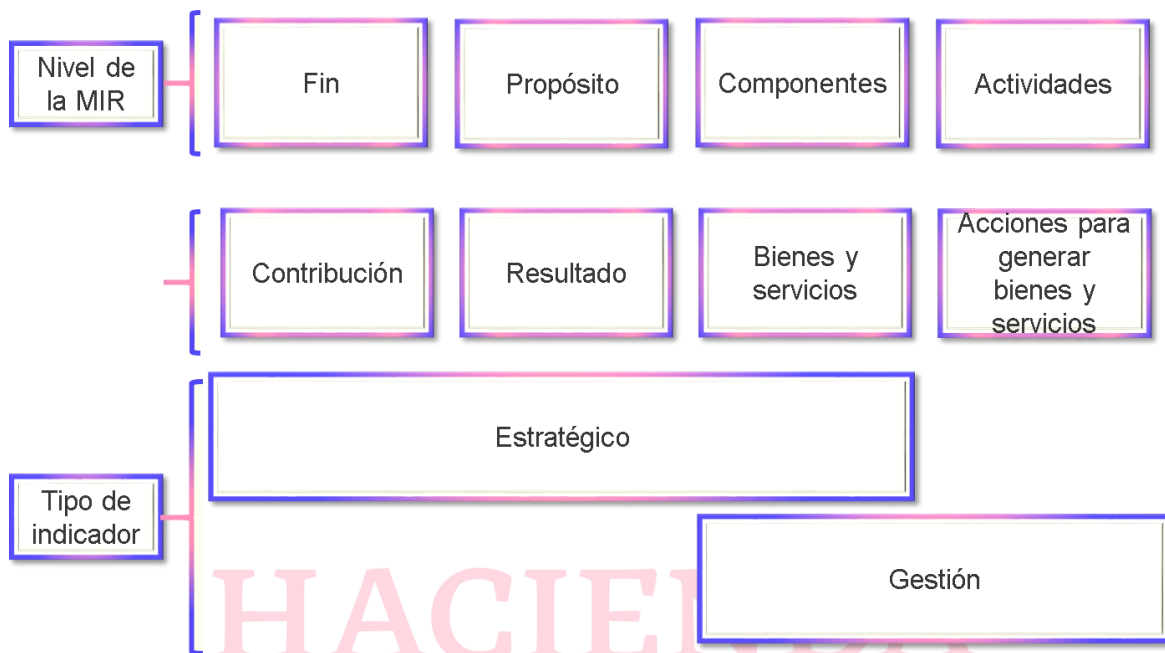 Nivel de
la MIR
Fin
Propósito
Componentes
Actividades
Contribución
Resultado
Bienes y
servicios
Acciones para
generar
bienes y
servicios
Tipo de
indicador
Estratégico
Gestión
HACIENDA